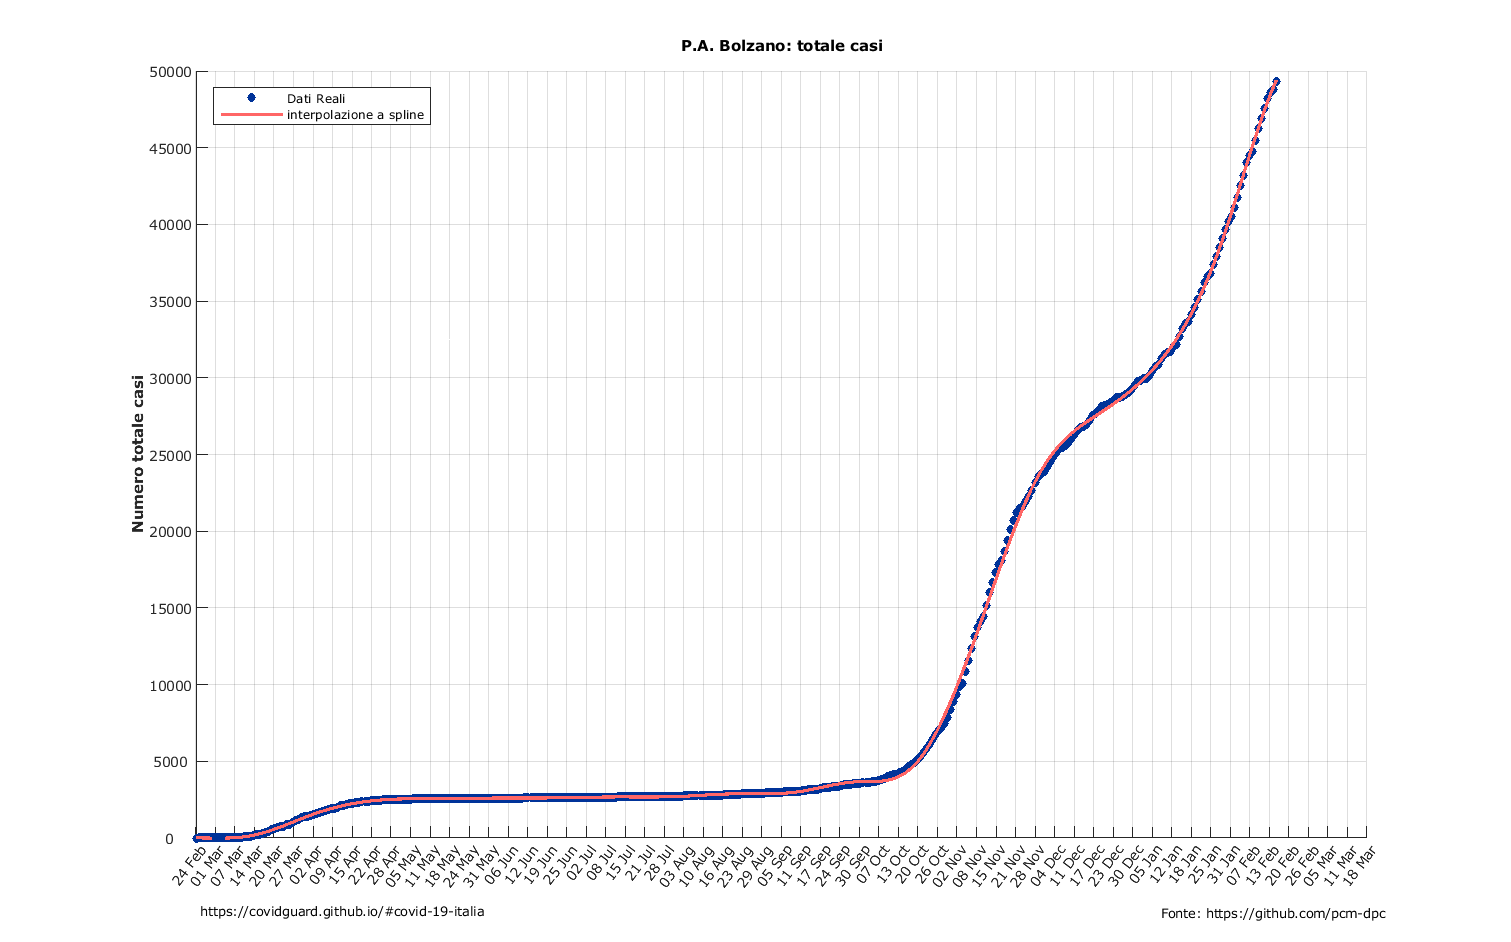 P.A. Bolzano: totale casi
Dati Reali
interpolazione a spline
Numero totale casi
50000
45000
40000
35000
30000
25000
20000
15000
10000
5000
0
24 Feb
01 Mar
07 Mar
14 Mar
20 Mar
27 Mar
02 Apr
09 Apr
15 Apr
22 Apr
28 Apr
05 May
11 May
18 May
24 May
31 May
06 Jun
12 Jun
19 Jun
25 Jun
02 Jul
08 Jul
15 Jul
21 Jul
28 Jul
03 Aug
10 Aug
16 Aug
23 Aug
29 Aug
05 Sep
11 Sep
17 Sep
24 Sep
30 Sep
07 Oct
13 Oct
20 Oct
26 Oct
02 Nov
08 Nov
15 Nov
21 Nov
28 Nov
04 Dec
11 Dec
17 Dec
23 Dec
30 Dec
05 Jan
12 Jan
18 Jan
25 Jan
31 Jan
07 Feb
13 Feb
20 Feb
26 Feb
05 Mar
11 Mar
18 Mar
https://covidguard.github.io/#covid-19-italia
Fonte: https://github.com/pcm-dpc